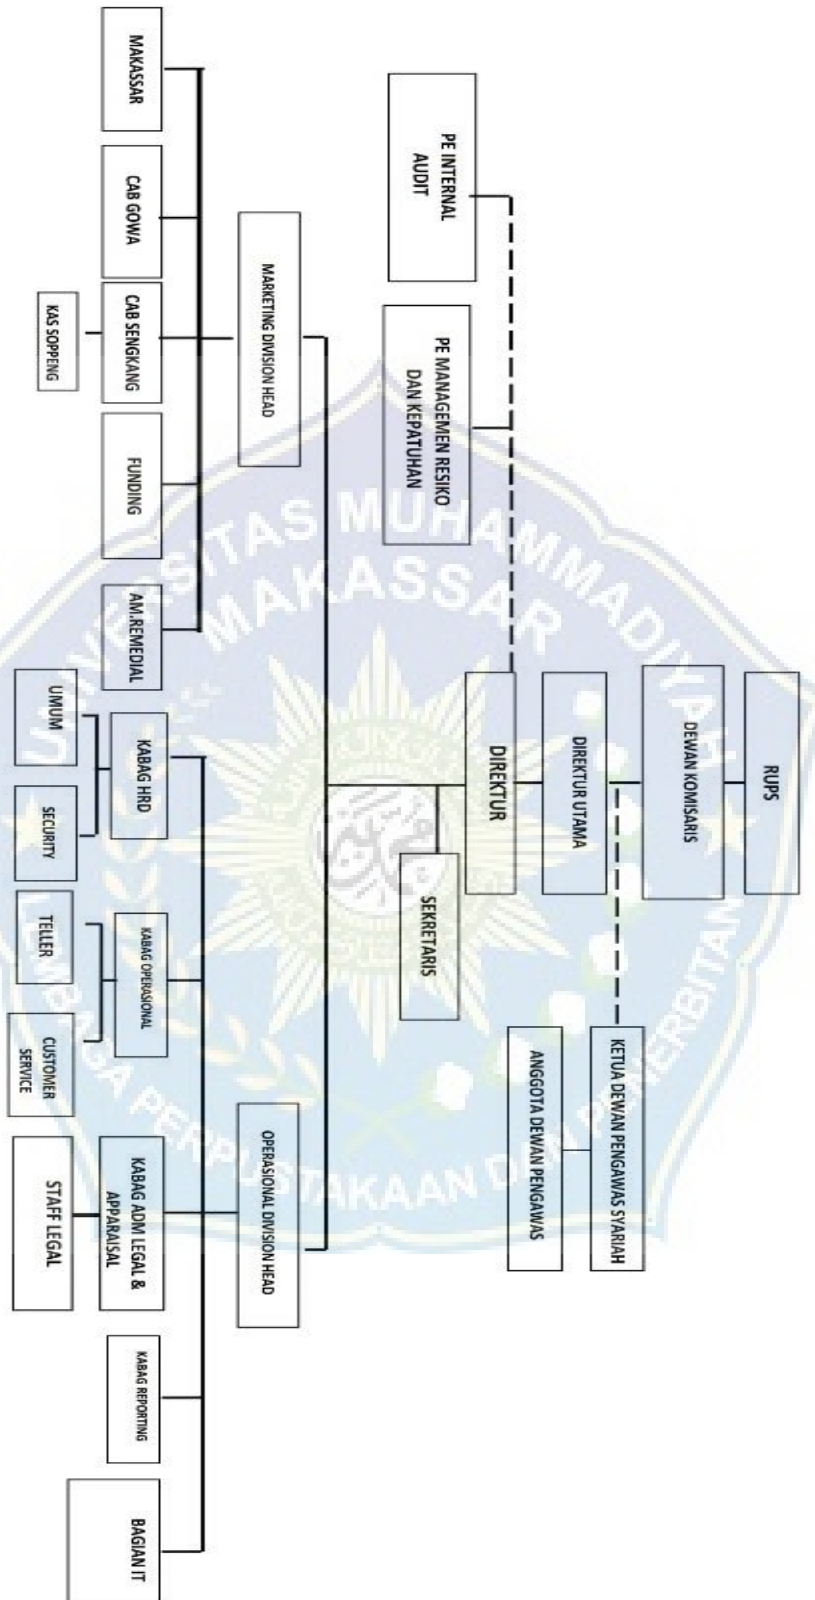 RUPS
DEWAN KOMISARIS
DIREKTUR UTAMA
KETUA DEWAN PENGAWAS SYARIAH
ANGGOTA DEWAN PENGAWAS
DIREKTUR
SEKRETARIS
PE INTERNAL
AUDIT
PE MANAGEMEN RESIKO
DAN KEPATUHAN
MARKETING DIVISION HEAD
OPERASIONAL DIVISION HEAD
MAKASSAR
CAB GOWA
CAB SENGKANG
FUNDING
AM.REMEDIAL
KAS SOPPENG
KABAG HRD
KABAG OPERASIONAL
KABAG ADM LEGAL &
APPARAISAL
KABAG REPORTING
BAGIAN IT
UMUM
SECURITY
TELLER
CUSTOMER
SERVICE
STAFF LEGAL
UNIVERSITAS MUHAMMADIYAH
MAKASSAR
LEMBAGA PERPUSTAKAAN DAN PENERBITAN